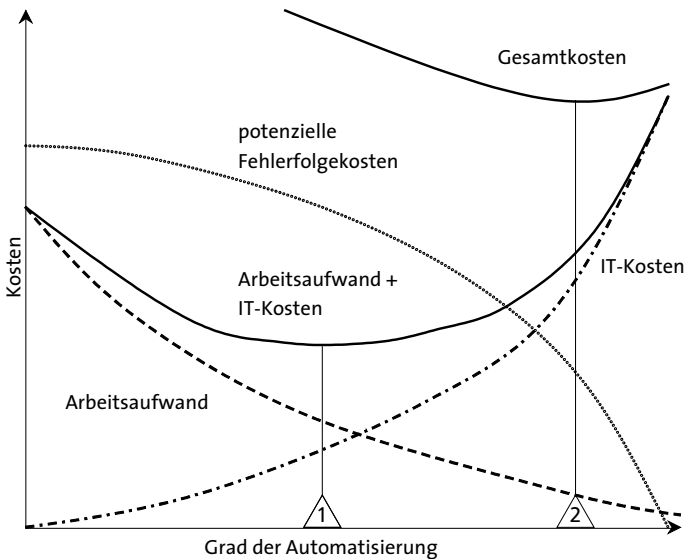 Gesamtkosten
potenzielle
Fehlerfolgekosten
Kosten
Arbeitsaufwand +
IT-Kosten
IT-Kosten
Arbeitsaufwand
1
2
Grad der Automatisierung